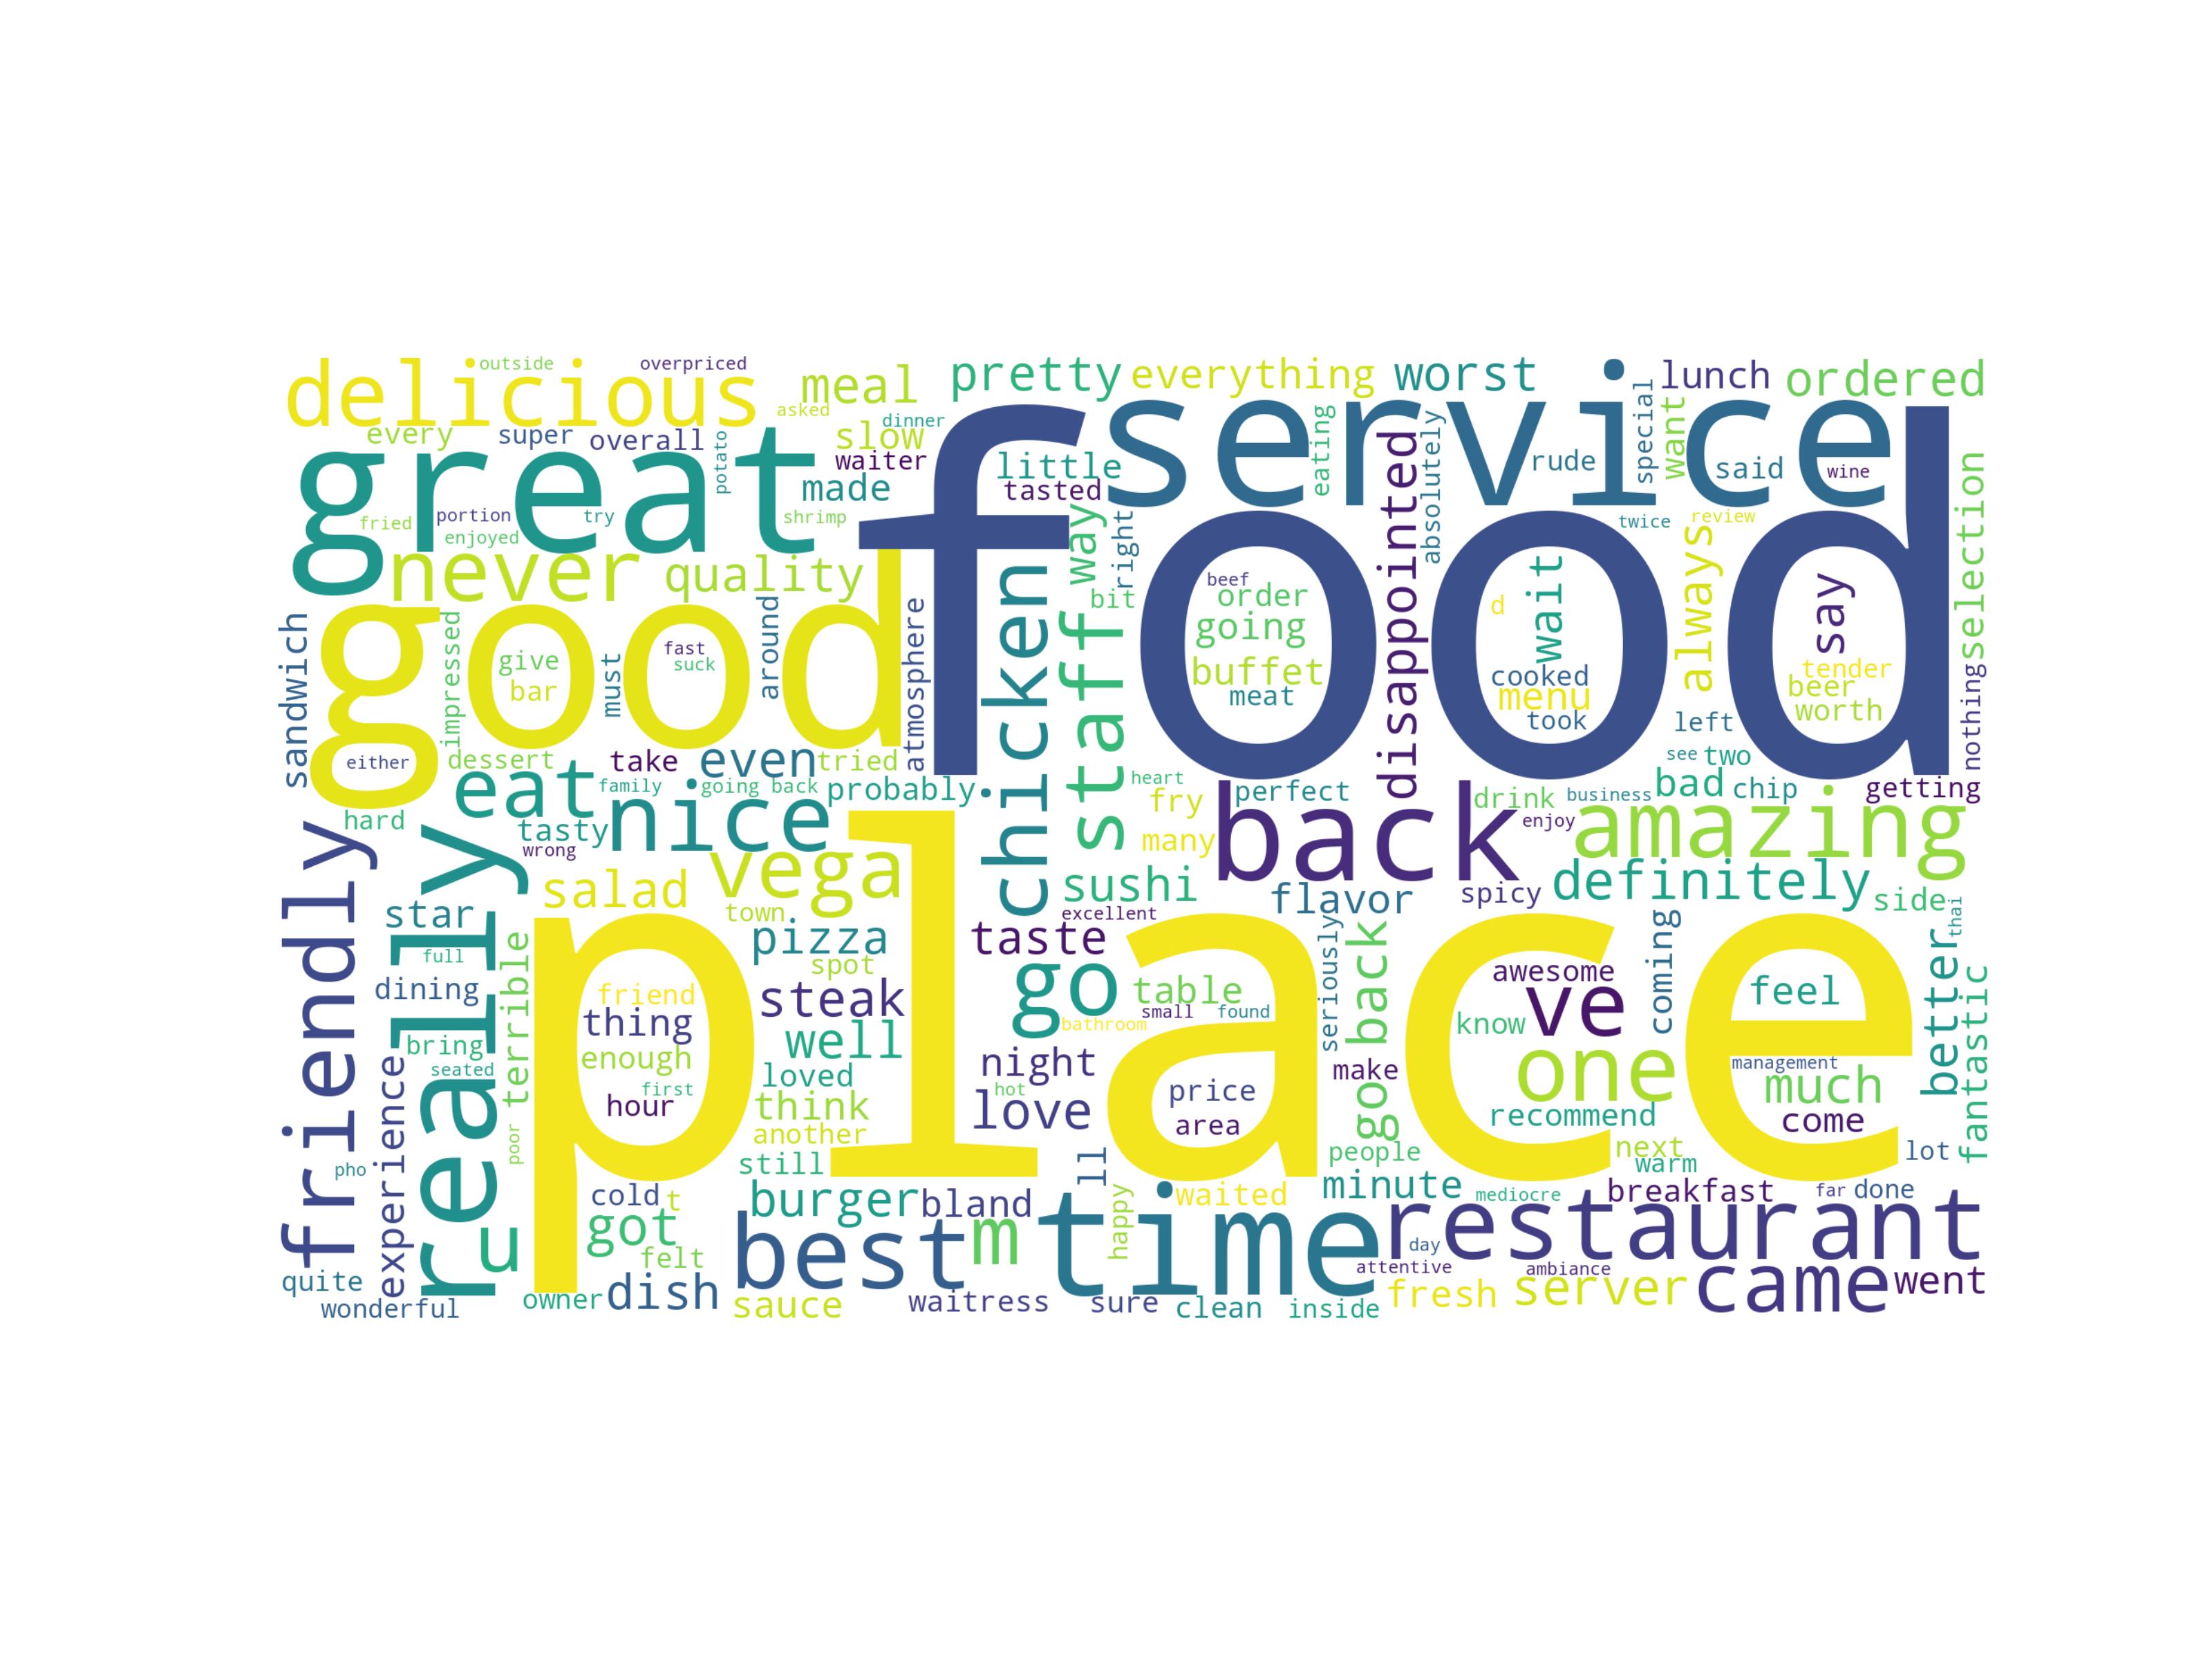 outside
overpriced
delicious
meal
pretty
everything
worst
lunch
ordered
asked
dinner
every
super
overall
potato
slow
service
special
want
great
waiter
little
eating
absolutely
rude
said
wine
made
tasted
disappointed
selection
fried
portion
enjoyed
try
shrimp
food
way
right
twice
review
never
quality
chicken
beef
order
going
buffet
meat
d
wait
cooked
menu
took
always
say
tender
beer
worth
sandwich
good
impressed
give
bar
must
fast
suck
around
atmosphere
bit
staff
left
nothing
either
dessert
take
even
tried
see
two
eat
family
going back
probably
heart
bad
chip
getting
hard
nice
fry
perfect
drink
business
tasty
wrong
many
back
enjoy
amazing
friendly
really
vega
salad
sushi
flavor
spicy
definitely
side
thai
star
town
excellent
pizza
taste
full
terrible
spot
seriously
go back
coming
better
dining
place
friend
thing
enough
first
hour
steak
go
table
small
found
bathroom
awesome
ve
know
feel
fantastic
bring
seated
well
night
make
one
management
much
experience
loved
hot
price
area
think
love
recommend
come
poor
another
people
next
warm
lot
pho
still
ll
cold
t
burger
bland
waited
minute
mediocre
breakfast
far
done
u
got
felt
best
m
time
happy
restaurant
day
attentive
ambiance
quite
wonderful
owner
dish
sauce
waitress
sure
clean
inside
fresh
server
came
went